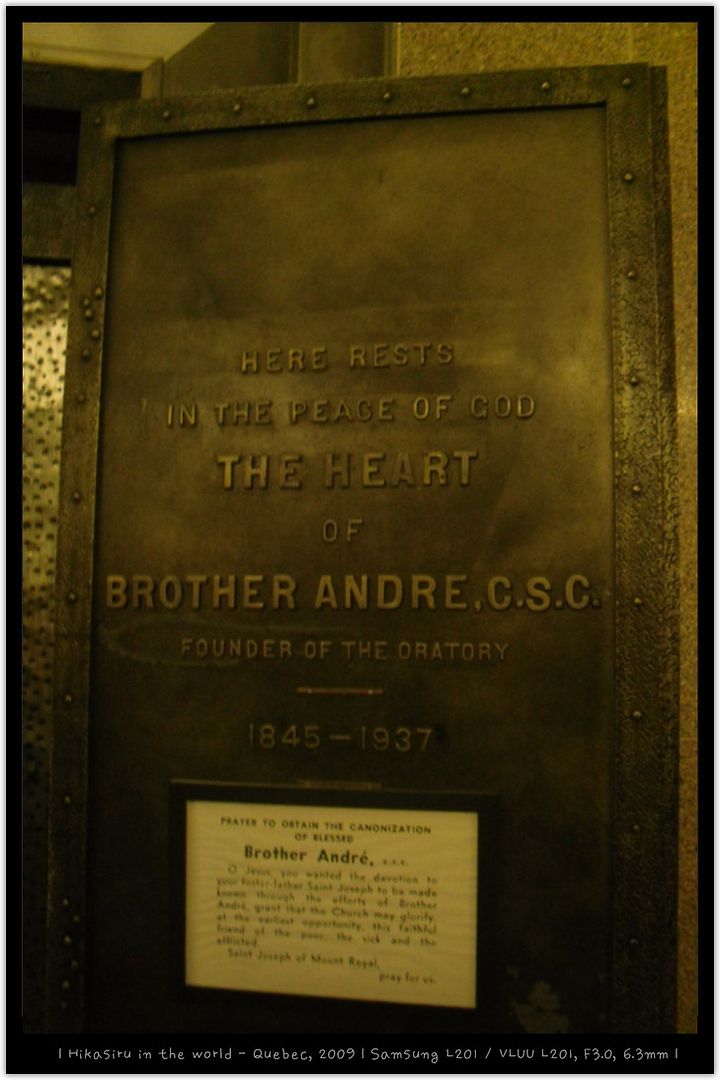 HERE RESTS
IN THE PEACE OF GOD
THE HEART
OF
BROTHER ANDRE, C.S.C.
FOUNDER OF THE ORATORY
1845-1937
PRAYER TO OBTAIN THE CANONIZATION
OF BLESSED
Brother André, c.s.c.
O Jesus, you wanted the devotion to
your foster-father Saint Joseph to be made
known through the efforts of Brother
André, grant that the Church may glorify,
at the earliest opportunity, this faithful
friend of the poor, the sick and the
afflicted.
Saint Joseph of Mount Royal,
pray for us.
| Hikasiru in the world - Quebec, 2009 | Samsung L201 / VLUU L201, F3.0, 6.3mm |